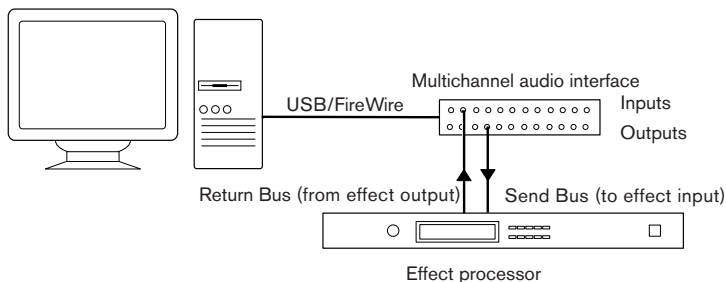 Multichannel audio interface
USB/FireWire
Inputs
Outputs
Return Bus (from effect output)
Send Bus (to effect input)
Effect processor